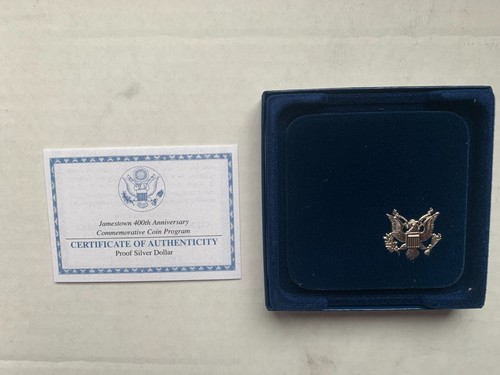 Jamestown 400th Anniversary
Commemorative Coin Program
CERTIFICATE OF AUTHENTICITY
Proof Silver Dollar